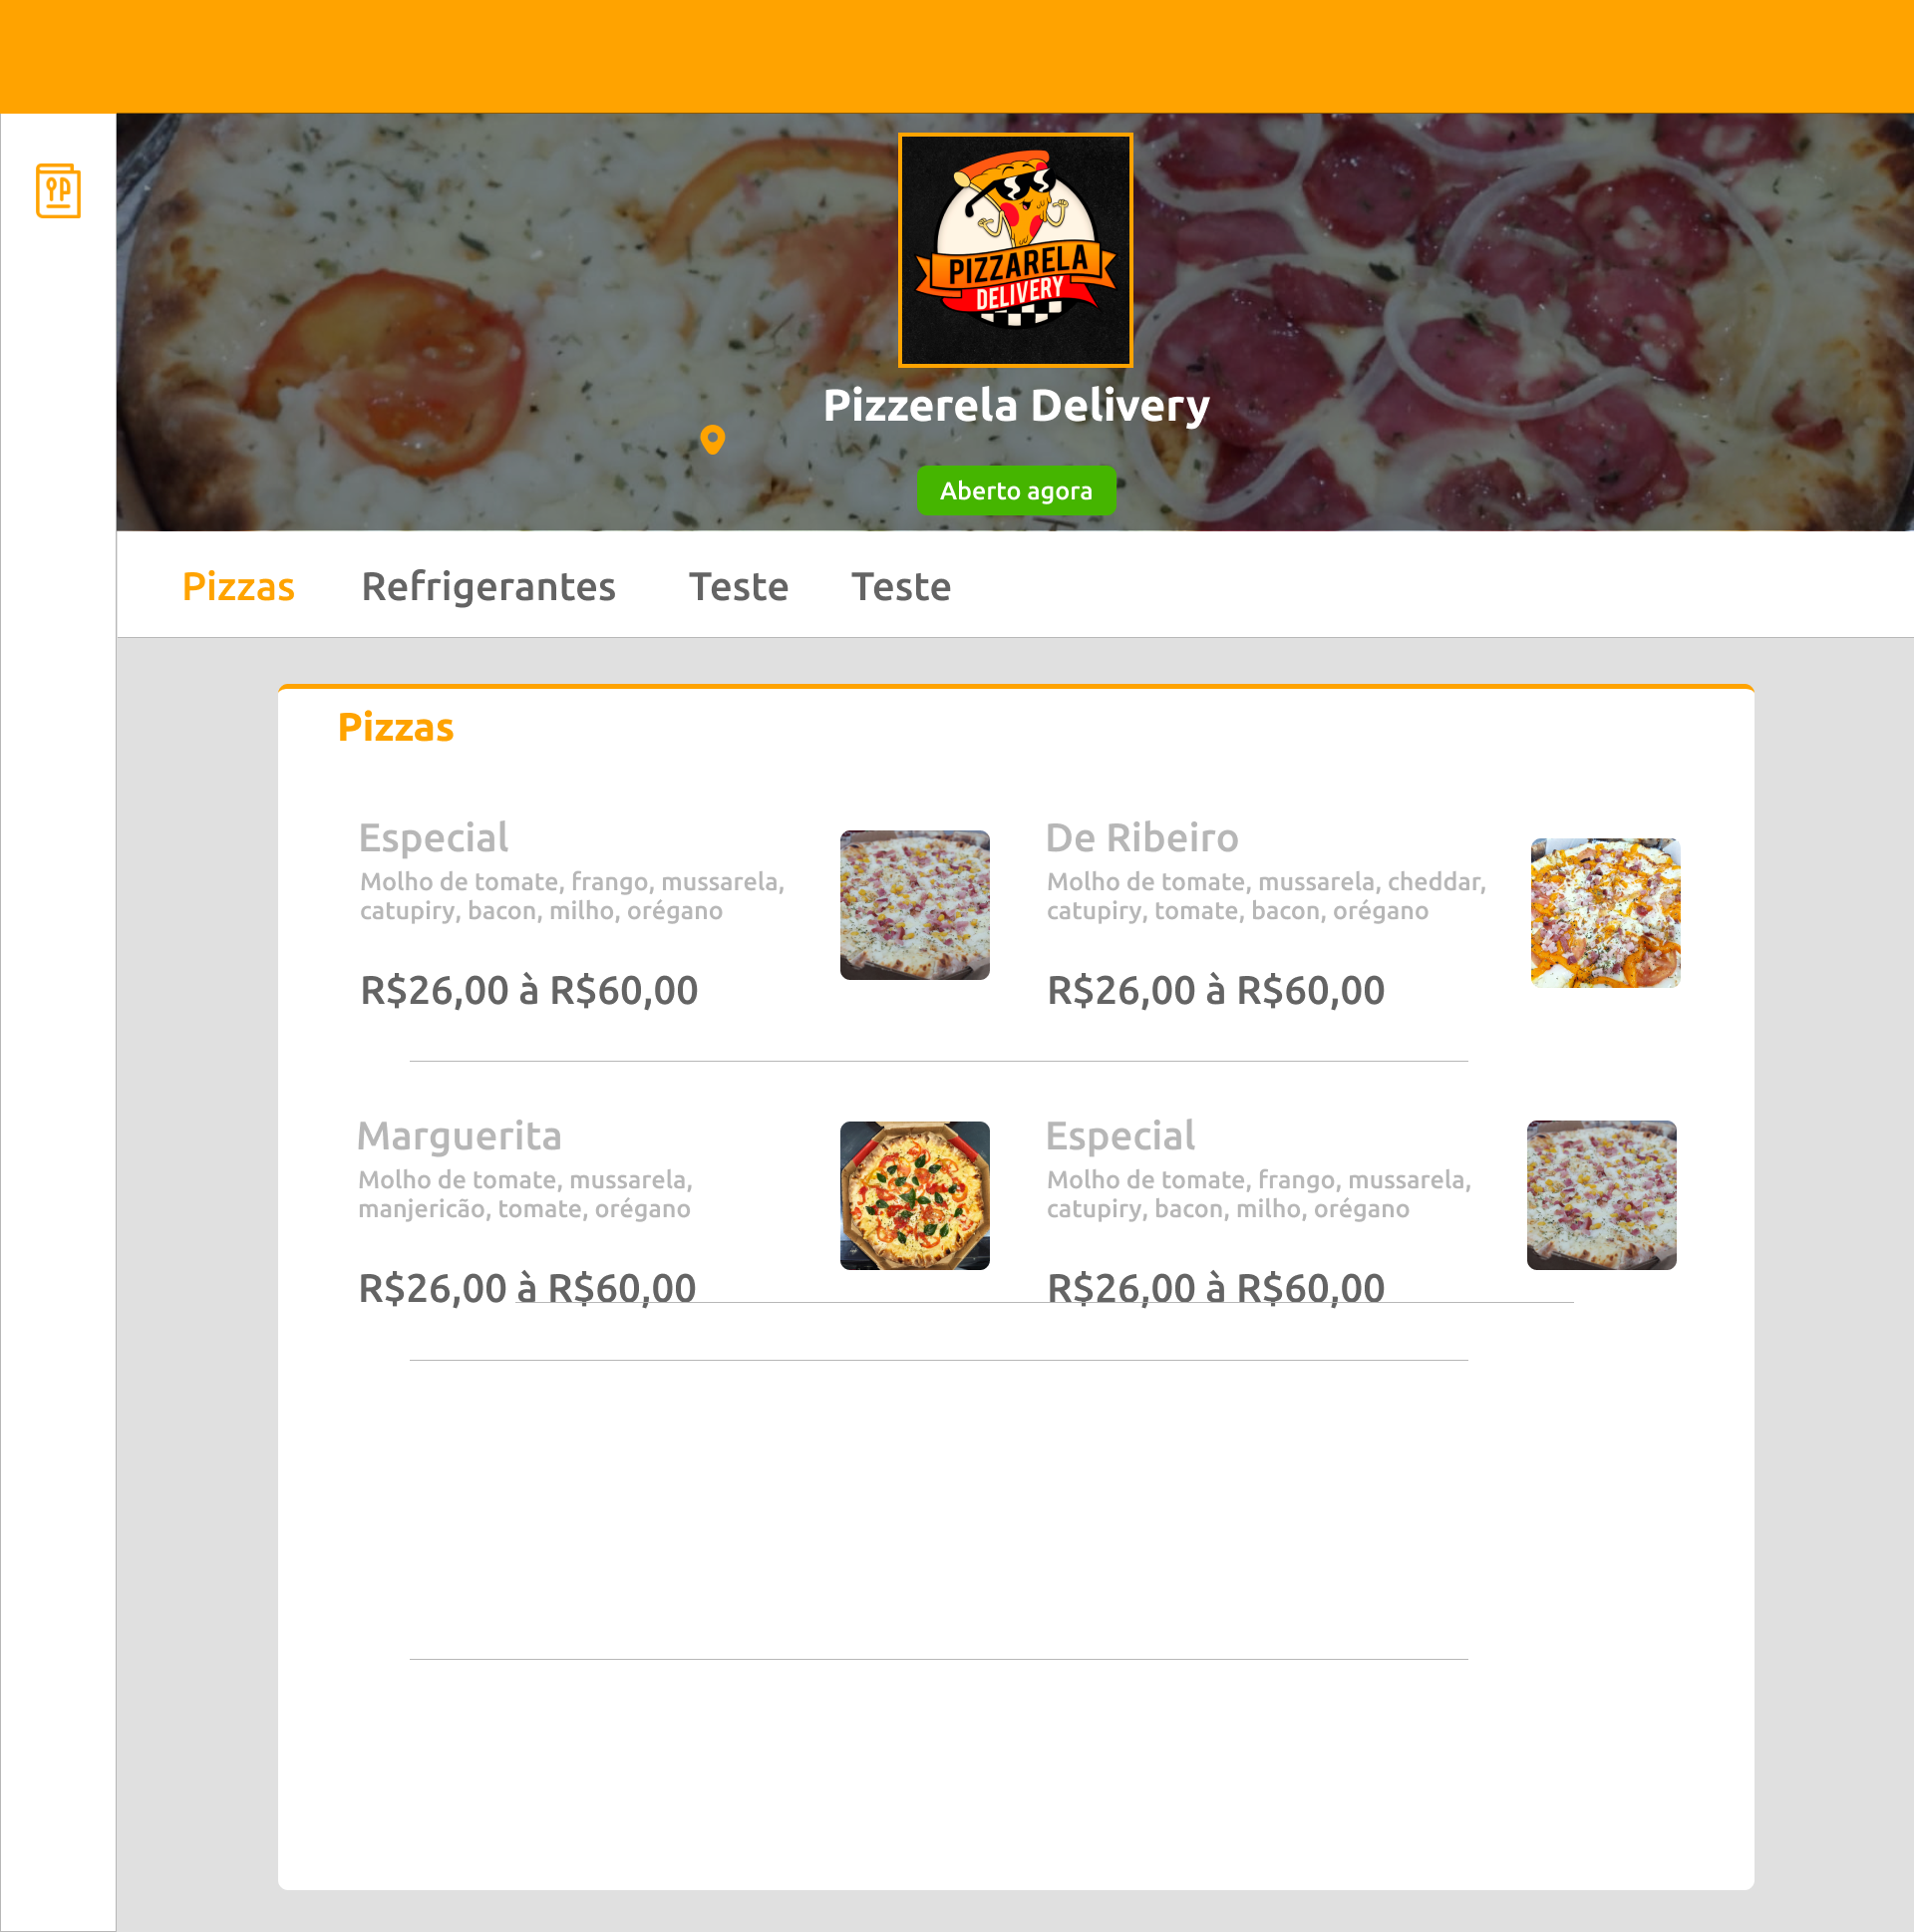 PIZZARELA
DELIVERY
Pizzerela Delivery
Aberto agora
Pizzas
Refrigerantes
Teste
Teste
Pizzas
Especial
Molho de tomate, frango, mussarela,
catupiry, bacon, milho, orégano
R$26,00 à R$60,00
De Ribeiro
Molho de tomate, mussarela, cheddar,
catupiry, tomate, bacon, orégano
R$26,00 à R$60,00
Marguerita
Molho de tomate, mussarela,
manjericão, tomate, orégano
R$26,00 à R$60,00
Especial
Molho de tomate, frango, mussarela,
catupiry, bacon, milho, orégano
R$26,00 à R$60,00